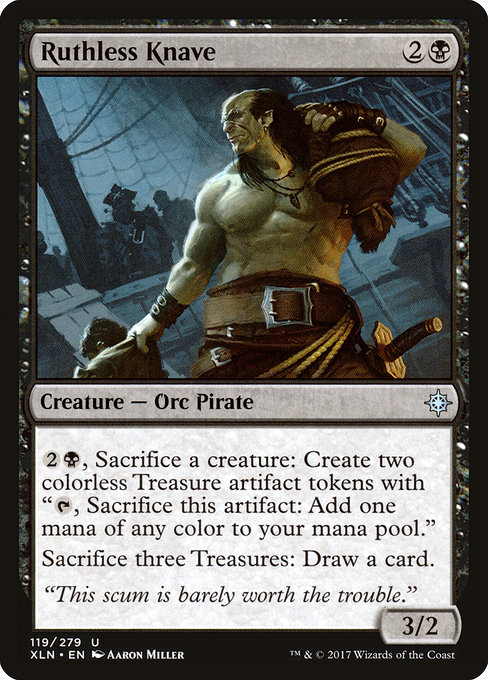 Ruthless Knave 2
Creature — Orc Pirate
2, Sacrifice a creature: Create two
colorless Treasure artifact tokens with
“, Sacrifice this artifact: Add one
mana of any color to your mana pool.”
Sacrifice three Treasures: Draw a card.
“This scum is barely worth the trouble.”
3/2
119/279 U
XLN • EN Aaron Miller
™ & © 2017 Wizards of the Coast